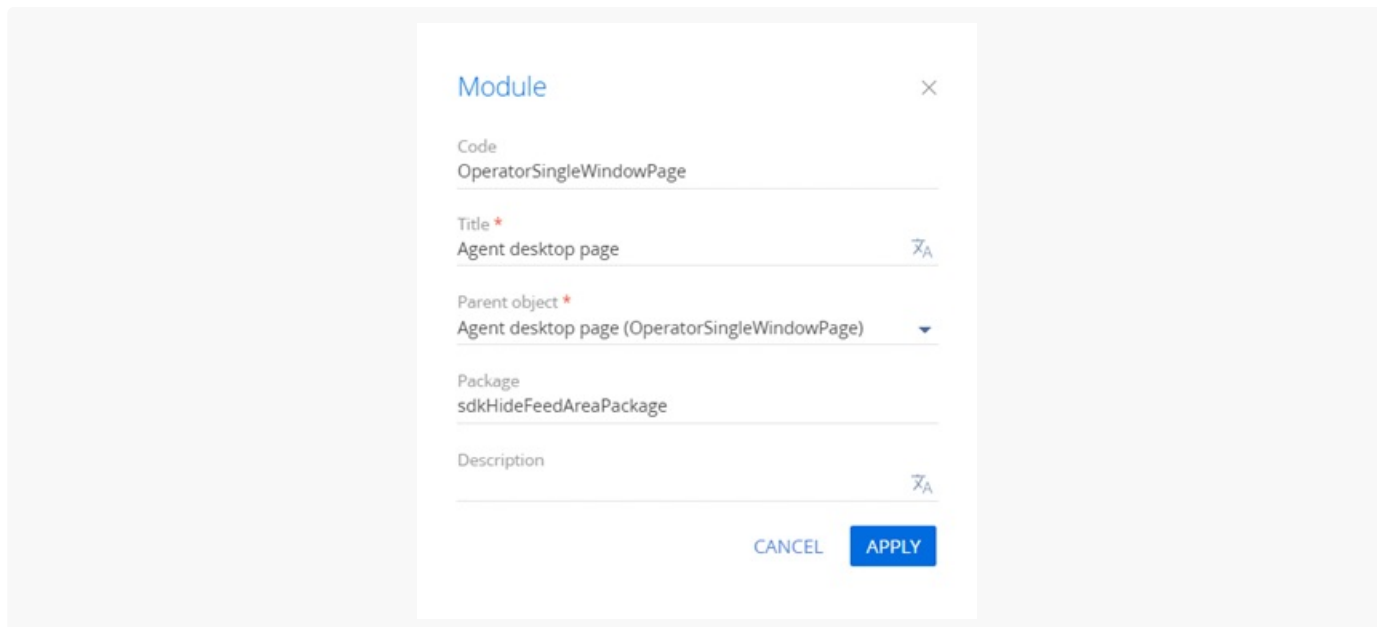 Module
Code
OperatorSingleWindowPage
Title *
Agent desktop page
Parent object *
Agent desktop page (OperatorSingleWindowPage)
Package
sdkHideFeedAreaPackage
Description
CANCEL APPLY